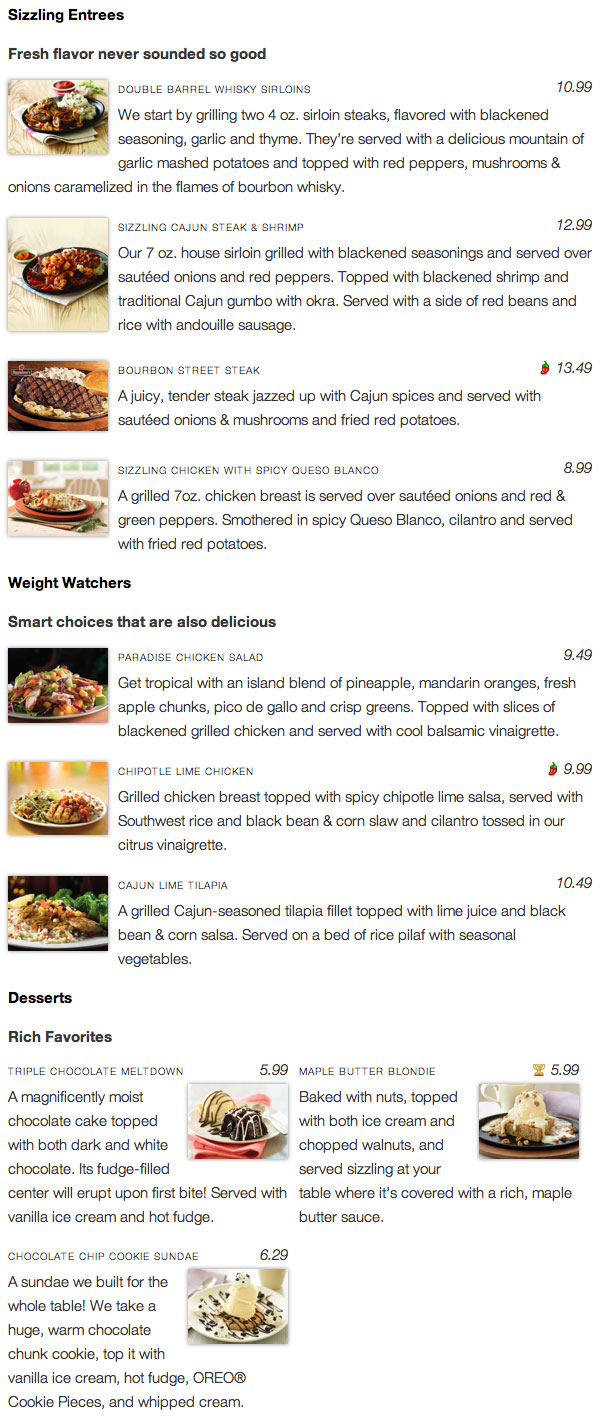 Sizzling Entrees
Fresh flavor never sounded so good
DOUBLE BARREL WHISKY SIRLOINS 10.99
We start by grilling two 4 oz. sirloin steaks, flavored with blackened
seasoning, garlic and thyme. They’re served with a delicious mountain of
garlic mashed potatoes and topped with red peppers, mushrooms &
onions caramelized in the flames of bourbon whisky.
SIZZLING CAJUN STEAK & SHRIMP 12.99
Our 7 oz. house sirloin grilled with blackened seasonings and served over
sautéed onions and red peppers. Topped with blackened shrimp and
traditional Cajun gumbo with okra. Served with a side of red beans and
rice with andouille sausage.
BOURBON STREET STEAK 13.49
A juicy, tender steak jazzed up with Cajun spices and served with
sautéed onions & mushrooms and fried red potatoes.
SIZZLING CHICKEN WITH SPICY QUESO BLANCO 8.99
A grilled 7oz. chicken breast is served over sautéed onions and red &
green peppers. Smothered in spicy Queso Blanco, cilantro and served
with fried red potatoes.
Weight Watchers
Smart choices that are also delicious
PARADISE CHICKEN SALAD 9.49
Get tropical with an island blend of pineapple, mandarin oranges, fresh
apple chunks, pico de gallo and crisp greens. Topped with slices of
blackened grilled chicken and served with cool balsamic vinaigrette.
CHIPOTLE LIME CHICKEN 9.99
Grilled chicken breast topped with spicy chipotle lime salsa, served with
Southwest rice and black bean & corn slaw and cilantro tossed in our
citrus vinaigrette.
CAJUN LIME TILAPIA 10.49
A grilled Cajun-seasoned tilapia fillet topped with lime juice and black
bean & corn salsa. Served on a bed of rice pilaf with seasonal
vegetables.
Desserts
Rich Favorites
TRIPLE CHOCOLATE MELTDOWN 5.99
A magnificently moist
chocolate cake topped
with both dark and white
chocolate. Its fudge-filled
center will erupt upon first bite! Served with
vanilla ice cream and hot fudge.
MAPLE BUTTER BLONDIE 5.99
Baked with nuts, topped
with both ice cream and
chopped walnuts, and
served sizzling at your
table where it’s covered with a rich, maple
butter sauce.
CHOCOLATE CHIP COOKIE SUNDAE 6.29
A sundae we built for the
whole table! We take a
huge, warm chocolate
chunk cookie, top it with
vanilla ice cream, hot fudge, OREO®
Cookie Pieces, and whipped cream.